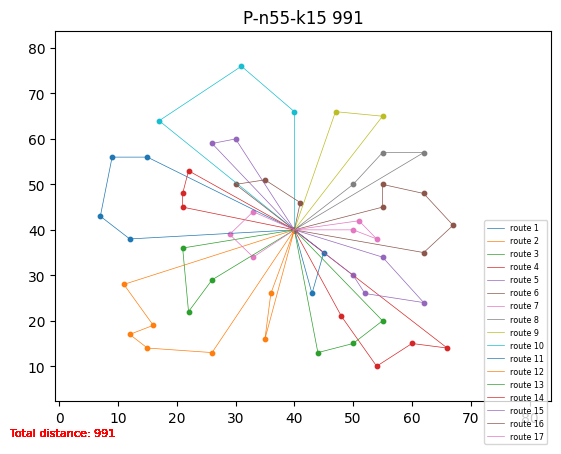 P-n55-k15 991
80
70
60
50
40
30
20
10
0 10 20 30 40 50 60 70 80
route 1
route 2
route 3
route 4
route 5
route 6
route 7
route 8
route 9
route 10
route 11
route 12
route 13
route 14
route 15
route 16
route 17
Total distance: 991